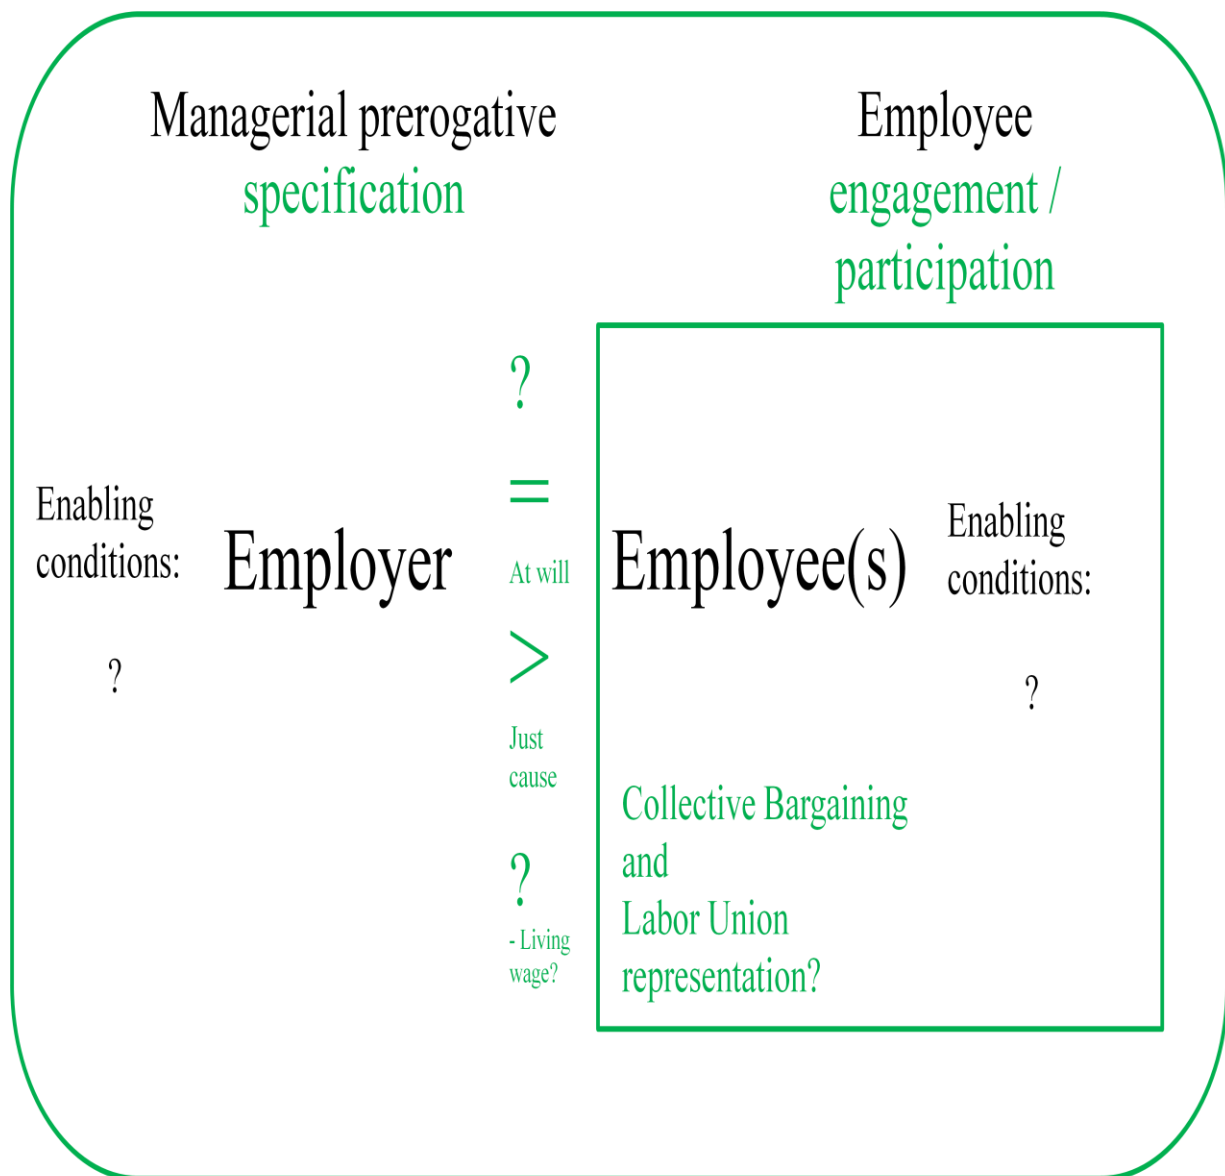 Managerial prerogative
specification
Employee
engagement /
participation
Enabling
conditions:
?
Employer
?
=
At will
>
Just
cause
?
- Living
wage?
Employee(s)
Enabling
conditions:
?
Collective Bargaining
and
Labor Union
representation?